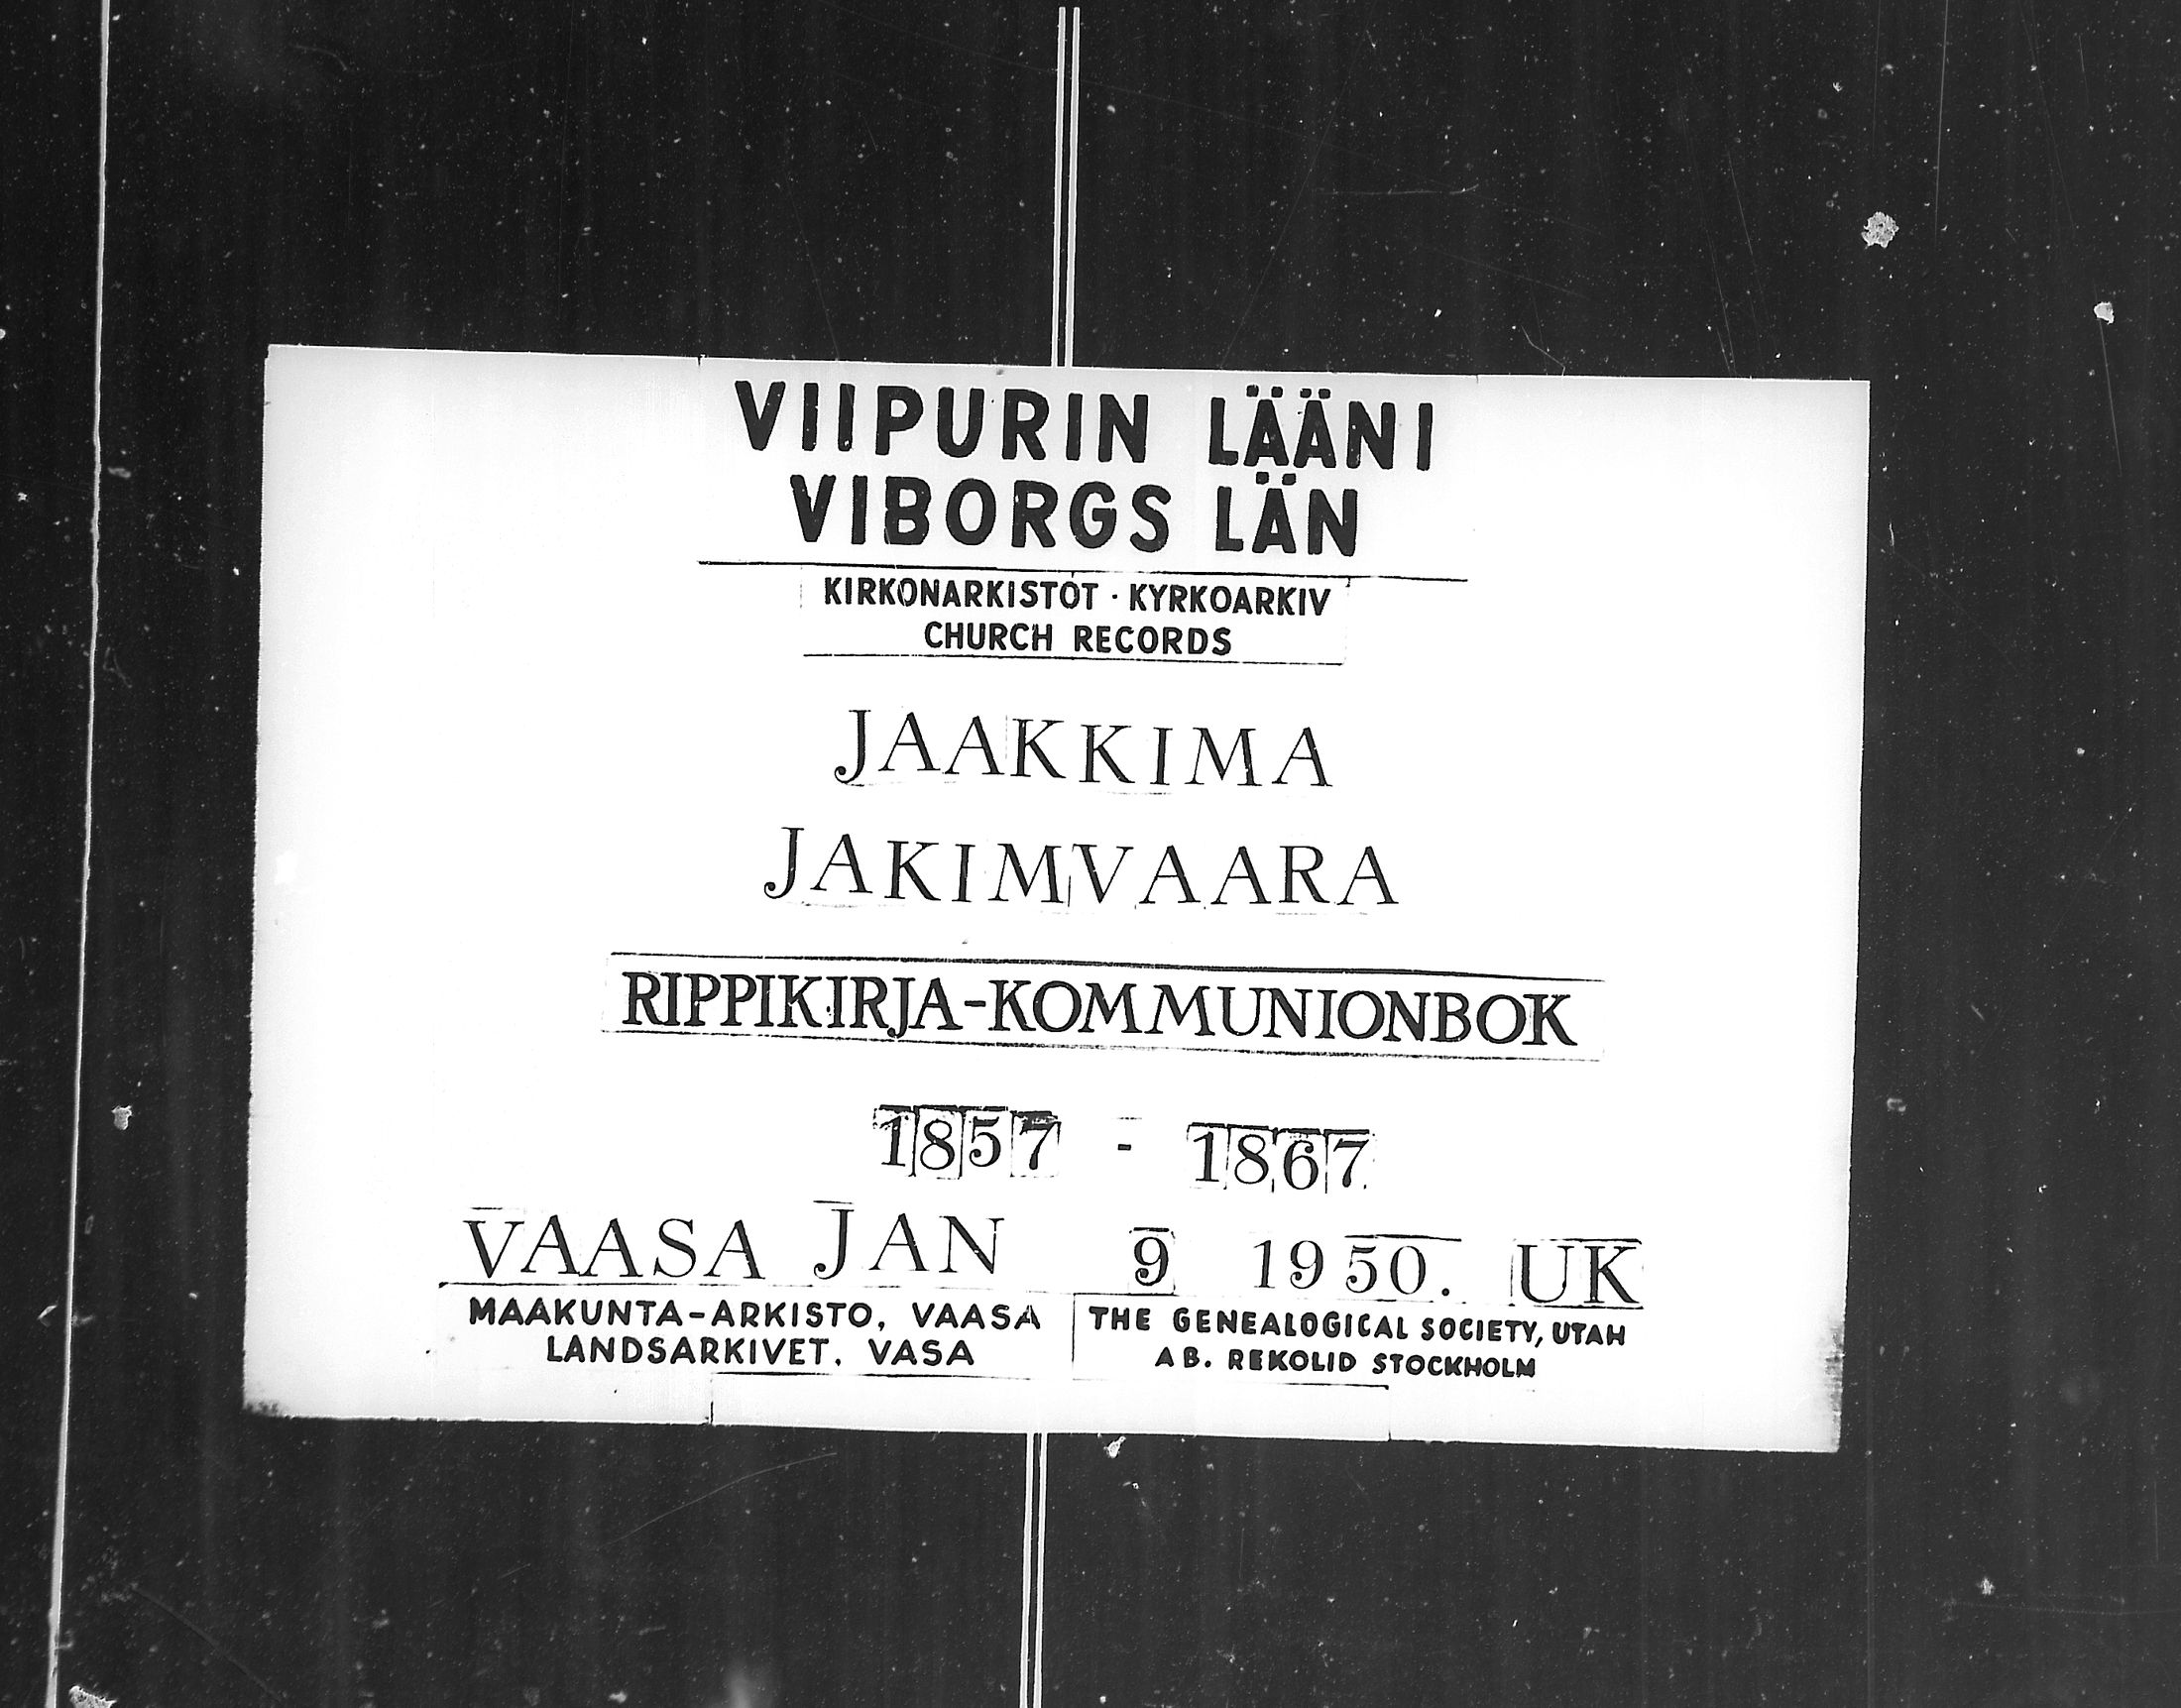 VIIPURIN LÄÄNI
VIBORGS LÄN
KIRKONARKISTOT · KYRKOARKIV
CHURCH RECORDS
JAAKKIMA
JAKIMVAARA
RIPPIKIRJA-KOMMUNIONBOK
1857 - 1867
VAASA JAN 9 1950. UK
MAAKUNTA-ARKISTO, VAASA
LANDSARKIVET. VASA
THE GENEALOGICAL SOCIETY, UTAH
AB. REKOLID STOCKHOLM